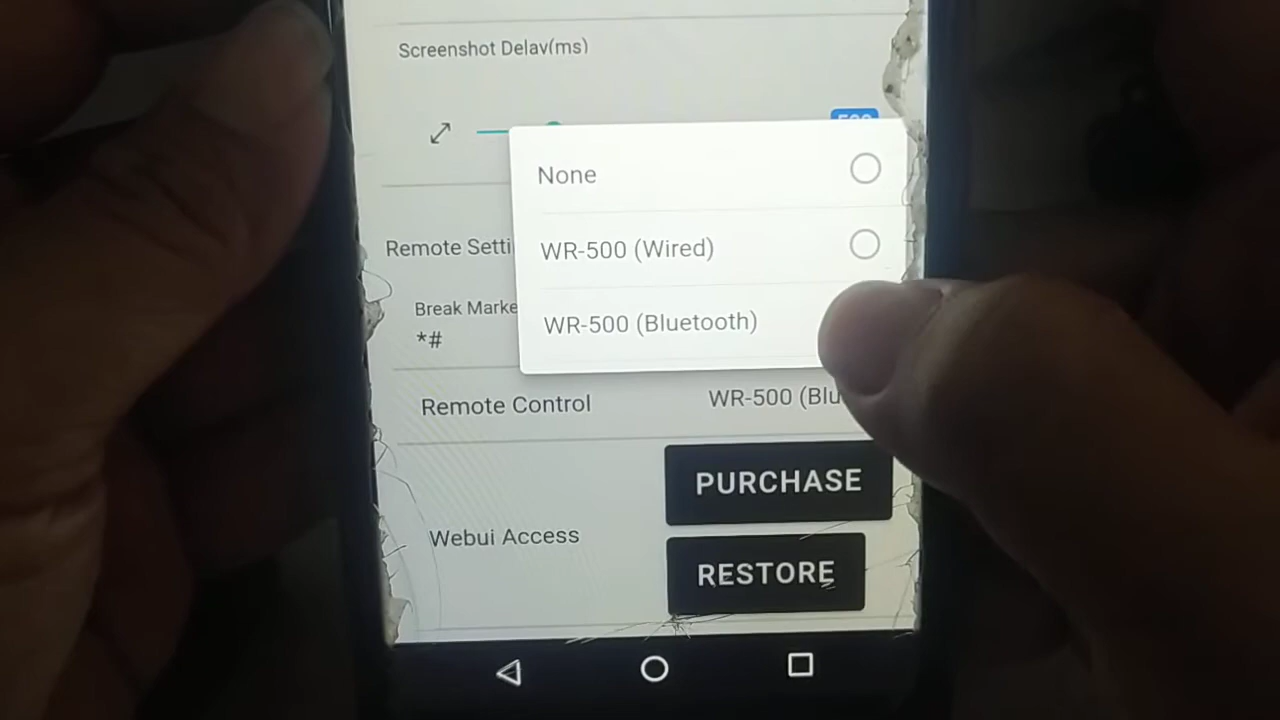 Screenshot Delay(ms)
None
WR-500 (Wired)
Remote Setti
WR-500 (Bluetooth)
Break Marke
*#
Remote Control
WR-500 (Blu
PURCHASE
Webui Access
RESTORE